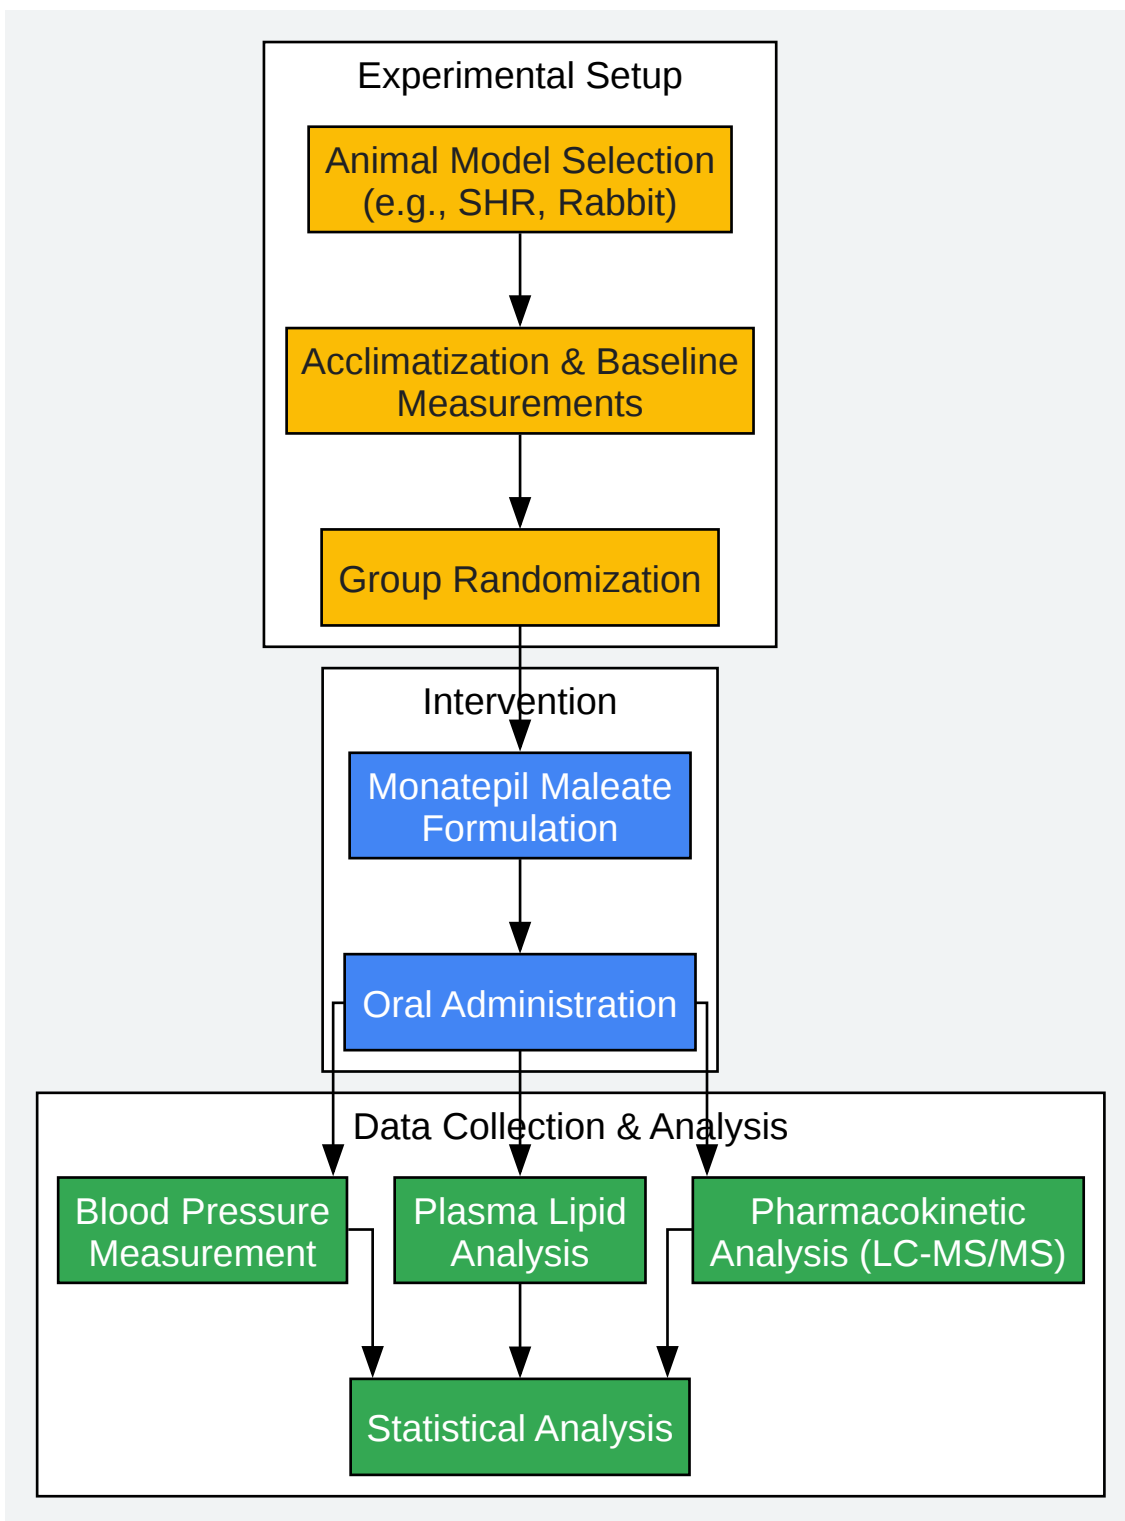 Experimental Setup
Animal Model Selection
(e.g., SHR, Rabbit)
Acclimatization & Baseline
Measurements
Group Randomization
Intervention
Monatepil Maleate
Formulation
Oral Administration
Data Collection & Analysis
Blood Pressure
Measurement
Plasma Lipid
Analysis
Pharmacokinetic
Analysis (LC-MS/MS)
Statistical Analysis